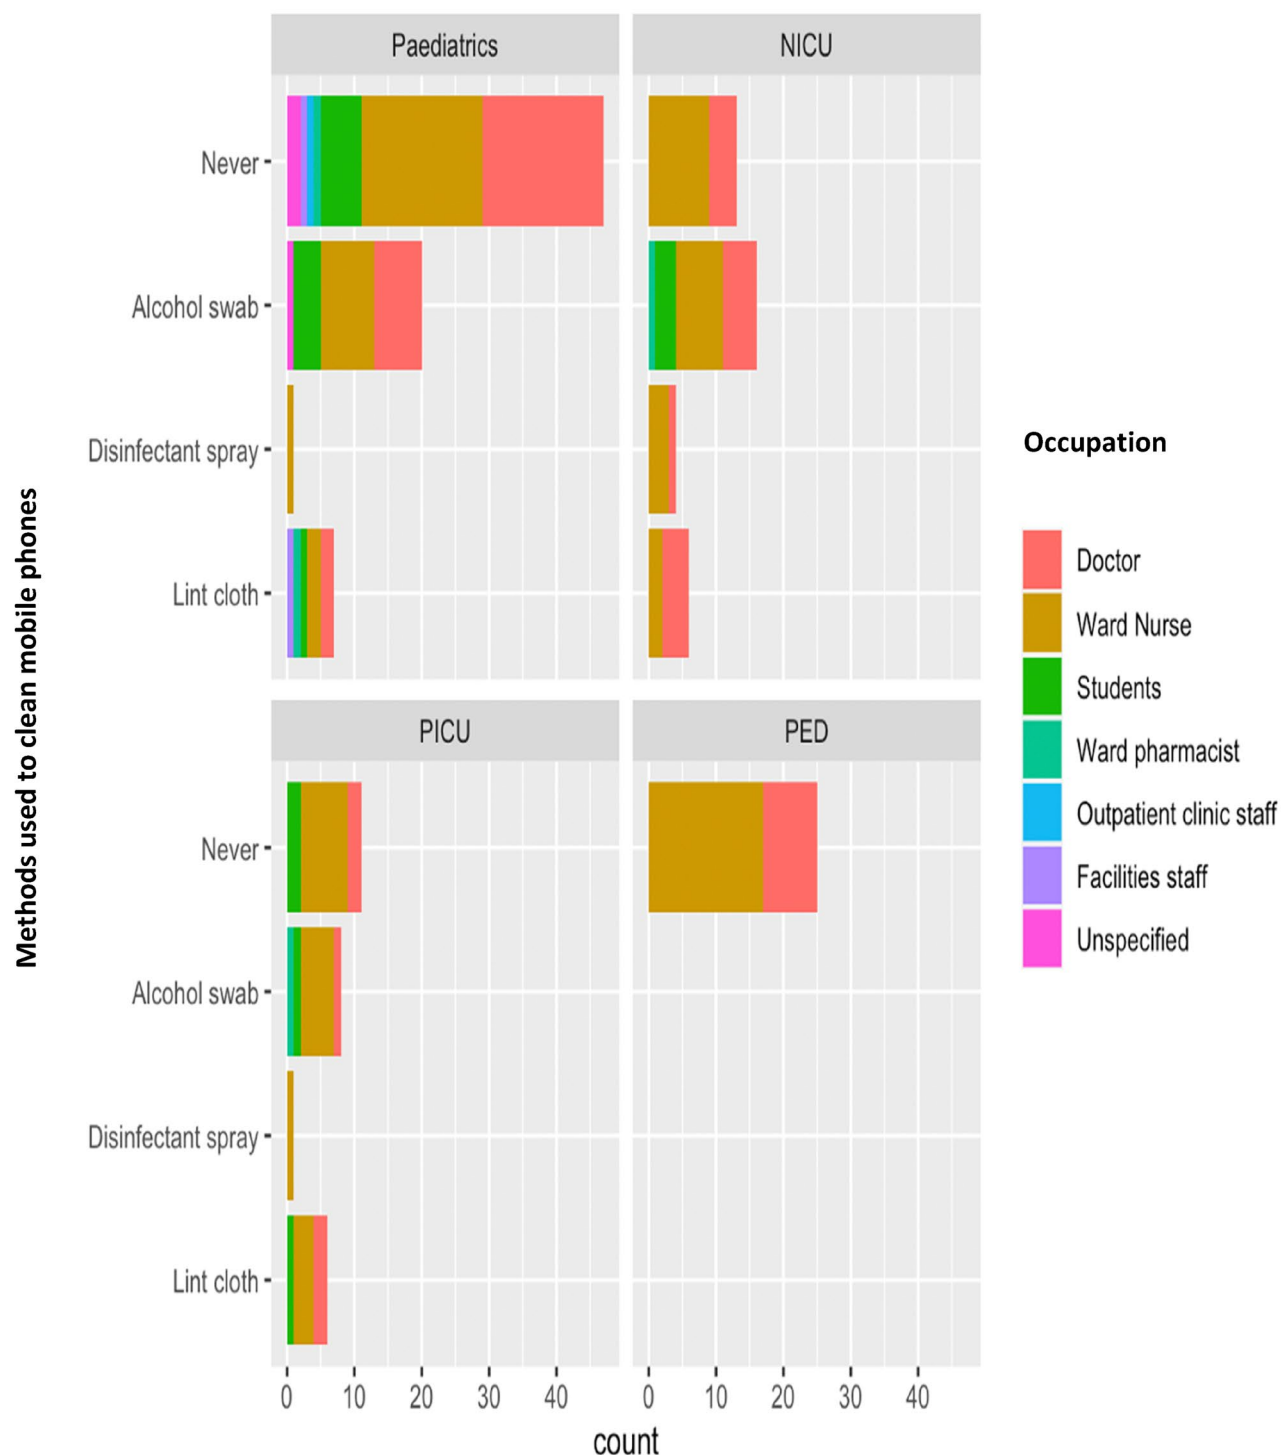 Paediatrics
NICU
Never
Alcohol swab
Disinfectant spray
Lint cloth
PICU
PED
Never
Alcohol swab
Disinfectant spray
Lint cloth
0 10 20 30 40
0 10 20 30 40
count
Methods used to clean mobile phones
Occupation
Doctor
Ward Nurse
Students
Ward pharmacist
Outpatient clinic staff
Facilities staff
Unspecified